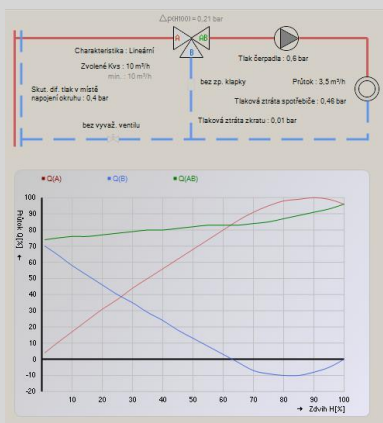 △p(H100) = 0,21 bar
A AB
B
Charakteristika : Lineární
Zvolené Kvs : 10 m³/h
min. : 10 m³/h
Tlak čerpadla : 0,6 bar
Skut. dif. tlak v místě
napojení okruhu : 0,4 bar
bez zp. klapky
Průtok : 3,5 m³/h
Tlaková ztráta spotřebiče : 0,46 bar
bez vyvaž. ventilu
Tlaková ztráta zkratu : 0,01 bar
Q(A) Q(B) Q(AB)
Průtok Q[%]
100
90
80
70
60
50
40
30
20
10
0
-10
-20
10 20 30 40 50 60 70 80 90 100
Zdvih H[%]